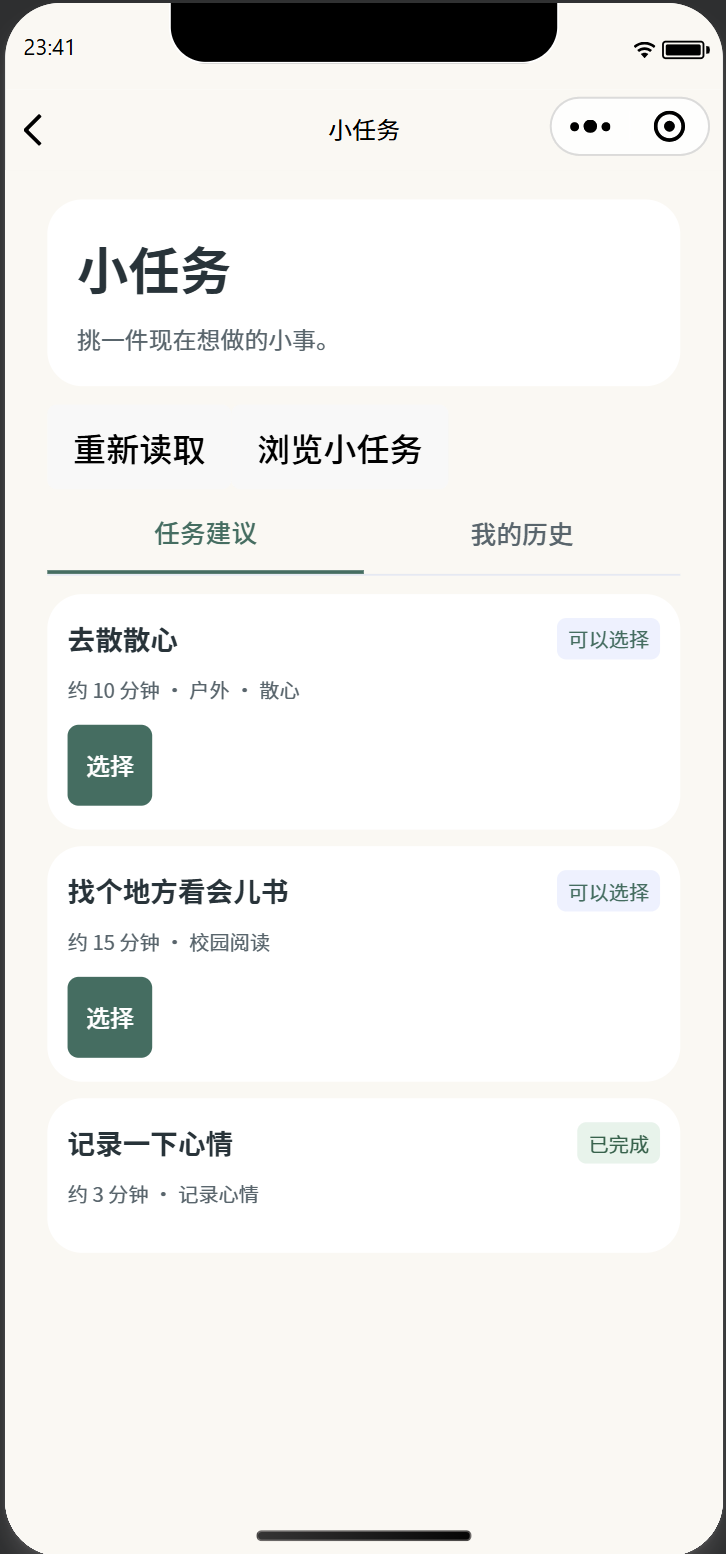 23:41
小任务
小任务
挑一件现在想做的小事。
重新读取 浏览小任务
任务建议 我的历史
去散散心 可以选择
约 10 分钟 · 户外 · 散心
选择
找个地方看会儿书 可以选择
约 15 分钟 · 校园阅读
选择
记录一下心情 已完成
约 3 分钟 · 记录心情